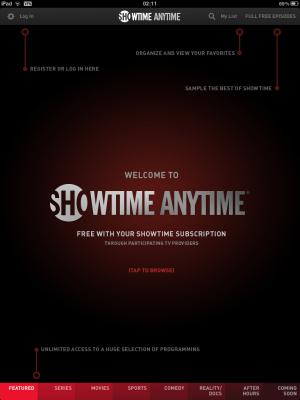 iPad VPN 02:11 69%
Log In SHOWTIME ANYTIME My List FULL FREE EPISODES
ORGANIZE AND VIEW YOUR FAVORITES
REGISTER OR LOG IN HERE
SAMPLE THE BEST OF SHOWTIME
WELCOME TO
SHOWTIME ANYTIME®
FREE WITH YOUR SHOWTIME SUBSCRIPTION
THROUGH PARTICIPATING TV PROVIDERS
(TAP TO BROWSE)
UNLIMITED ACCESS TO A HUGE SELECTION OF PROGRAMMING
FEATURED SERIES MOVIES SPORTS COMEDY REALITY/ AFTER COMING
DOCS HOURS SOON